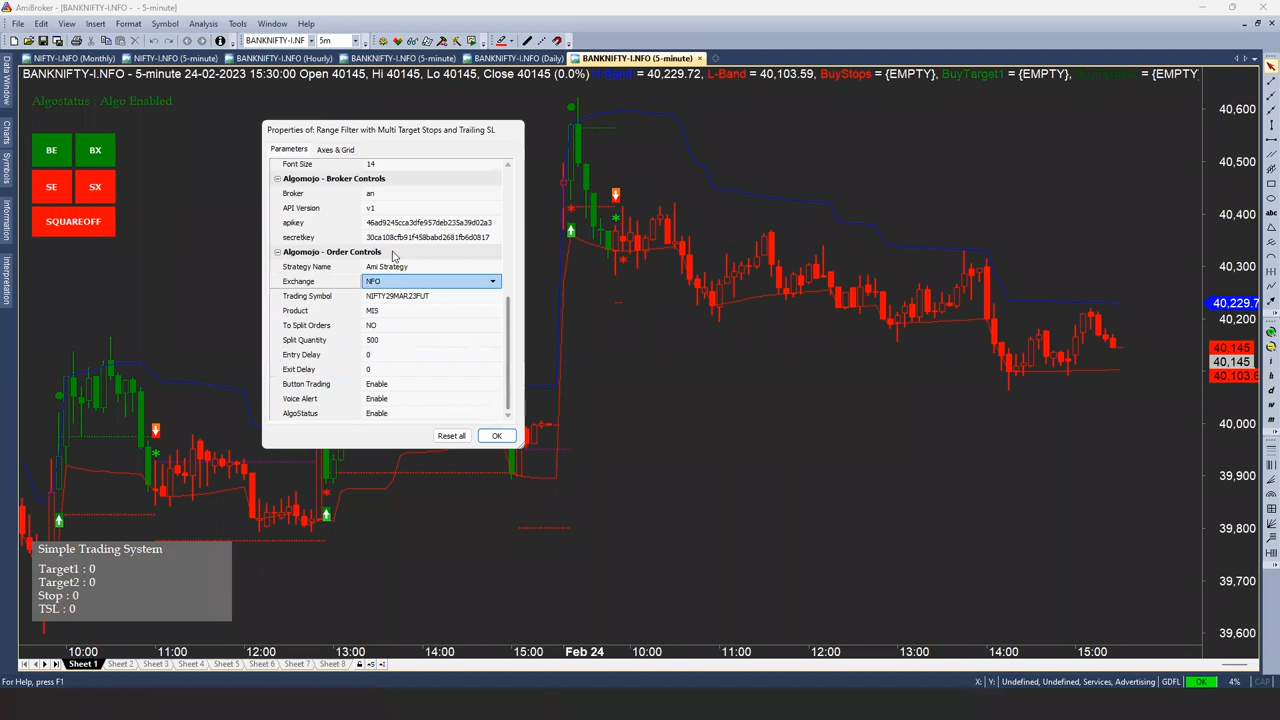 AmiBroker - [BANKNIFTY-I.NFO - - 5-minute]
File Edit View Insert Format Symbol Analysis Tools Window Help
BANKNIFTY-I.NF 5m
NIFTY-I.NFO (Monthly) NIFTY-I.NFO (5-minute) BANKNIFTY-I.NFO (Hourly) BANKNIFTY-I.NFO (5-minute) BANKNIFTY-I.NFO (Daily) BANKNIFTY-I.NFO (5-minute)
BANKNIFTY-I.NFO - 5-minute 24-02-2023 15:30:00 Open 40145, Hi 40145, Lo 40145, Close 40145 (0.0%) H-Band = 40,229.72, L-Band = 40,103.59, BuyStops = {EMPTY}, BuyTarget1 = {EMPTY}, = {EMPTY
Algostatus : Algo Enabled
BE BX
SE SX
SQUAREOFF
Data Window
Charts
Symbols
Information
Interpretation
Properties of: Range Filter with Multi Target Stops and Trailing SL
Parameters Axes & Grid
Font Size 14
Algomojo - Broker Controls
Broker an
API Version v1
apikey 46ad9245cca3dfe957deb235a39d02a3
secretkey 30ca108cfb91f458babd2681fb6d0817
Algomojo - Order Controls
Strategy Name Ami Strategy
Exchange NFO
Trading Symbol NIFTY29MAR23FUT
Product MIS
To Split Orders NO
Split Quantity 500
Entry Delay 0
Exit Delay 0
Button Trading Enable
Voice Alert Enable
AlgoStatus Enable
Reset all OK
40,600
40,500
40,400
40,300
40,229.7
40,200
40,145
40,145
40,103.6
40,000
39,900
39,800
39,700
39,600
Simple Trading System
Target1 : 0
Target2 : 0
Stop : 0
TSL : 0
10:00 11:00 12:00 13:00 14:00 15:00 Feb 24 10:00 11:00 12:00 13:00 14:00 15:00
Sheet 1 Sheet 2 Sheet 3 Sheet 4 Sheet 5 Sheet 6 Sheet 7 Sheet 8
For Help, press F1 X: Y: Undefined, Undefined, Services, Advertising GDFL OK 4% CAP